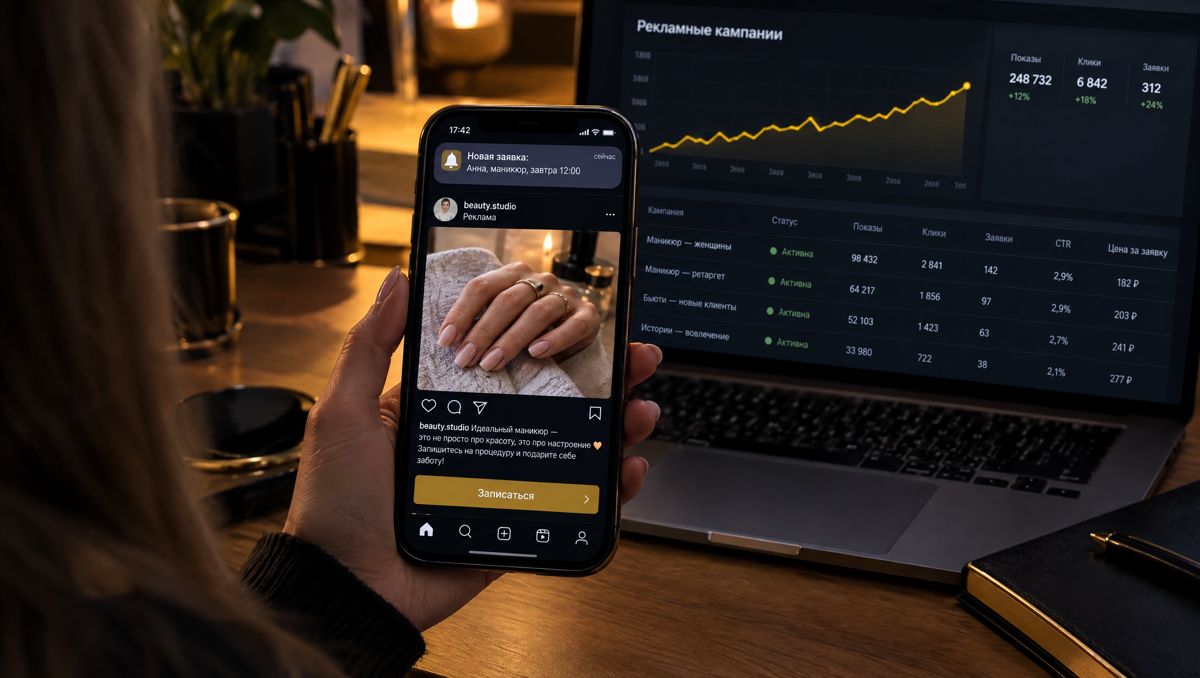 17:42
Новая заявка:
сейчас
Анна, маникюр, завтра 12:00
beauty.studio
Реклама
beauty.studio Идеальный маникюр —
это не просто про красоту, это про настроение 🧡
Запишитесь на процедуру и подарите себе
заботу!
Записаться
Рекламные кампании
Показы Клики Заявки
248 732 6 842 312
+12% +18% +24%
Кампания Статус Показы Клики Заявки CTR Цена за заявку
Маникюр — женщины Активна 98 432 2 841 142 2,9% 182 ₽
Маникюр — ретаргет Активна 64 217 1 856 97 2,9% 203 ₽
Бьюти — новые клиенты Активна 52 103 1 423 63 2,7% 241 ₽
Истории — вовлечение Активна 33 980 722 38 2,1% 277 ₽